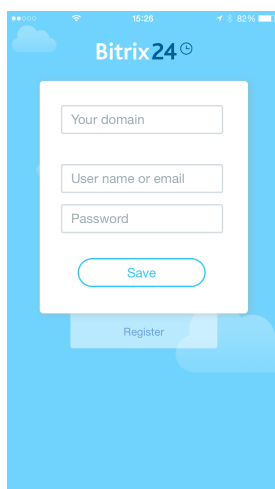 15:26 82%
Bitrix24
Your domain
User name or email
Password
Save
Register